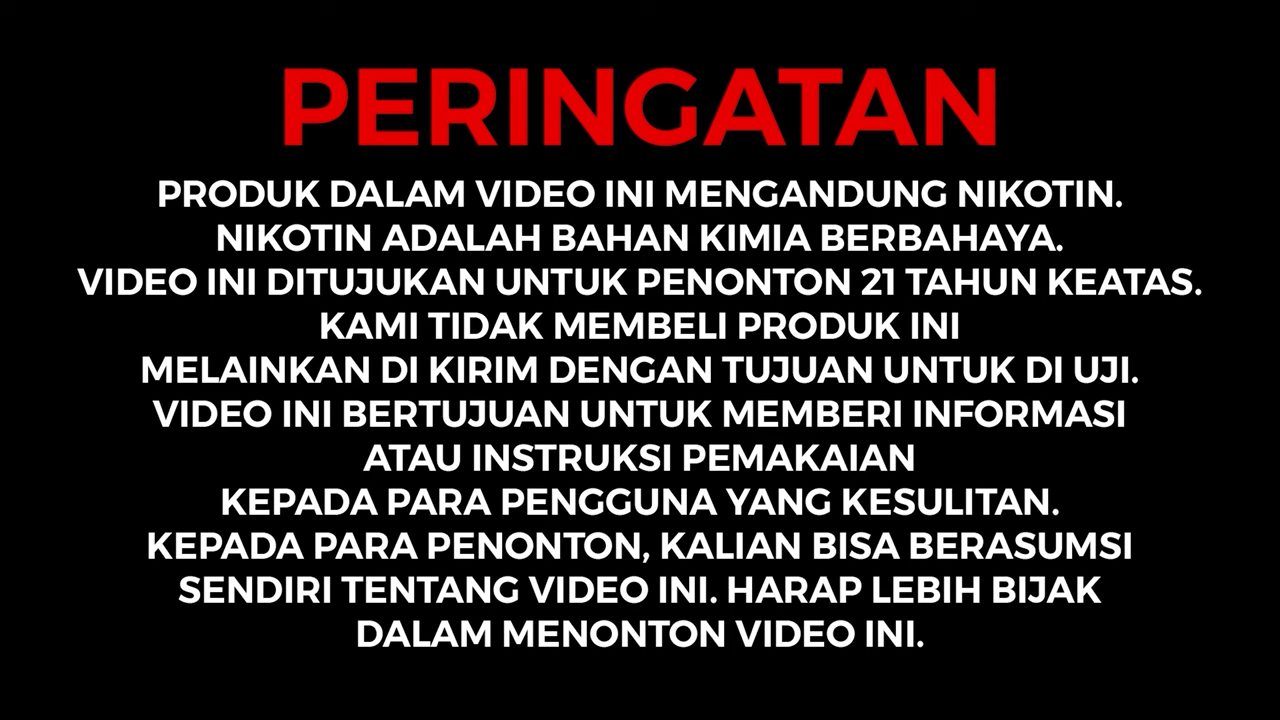 PERINGATAN
PRODUK DALAM VIDEO INI MENGANDUNG NIKOTIN.
NIKOTIN ADALAH BAHAN KIMIA BERBAHAYA.
VIDEO INI DITUJUKAN UNTUK PENONTON 21 TAHUN KEATAS.
KAMI TIDAK MEMBELI PRODUK INI
MELAINKAN DI KIRIM DENGAN TUJUAN UNTUK DI UJI.
VIDEO INI BERTUJUAN UNTUK MEMBERI INFORMASI
ATAU INSTRUKSI PEMAKAIAN
KEPADA PARA PENGGUNA YANG KESULITAN.
KEPADA PARA PENONTON, KALIAN BISA BERASUMSI
SENDIRI TENTANG VIDEO INI. HARAP LEBIH BIJAK
DALAM MENONTON VIDEO INI.